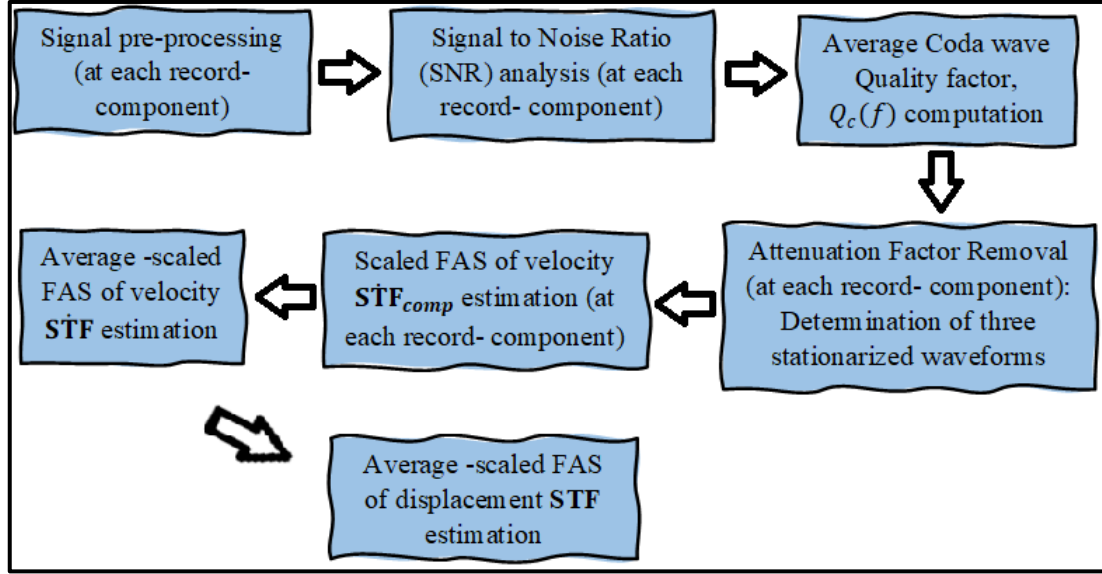 Signal pre-processing
(at each record-
component)
Signal to Noise Ratio
(SNR) analysis (at each
record- component)
Average Coda wave
Quality factor,
Q_c(f) computation
Attenuation Factor Removal
(at each record- component):
Determination of three
stationarized waveforms
Scaled FAS of velocity
SṪF_comp estimation (at
each record- component)
Average -scaled
FAS of velocity
SṪF estimation
Average -scaled FAS
of displacement STF
estimation